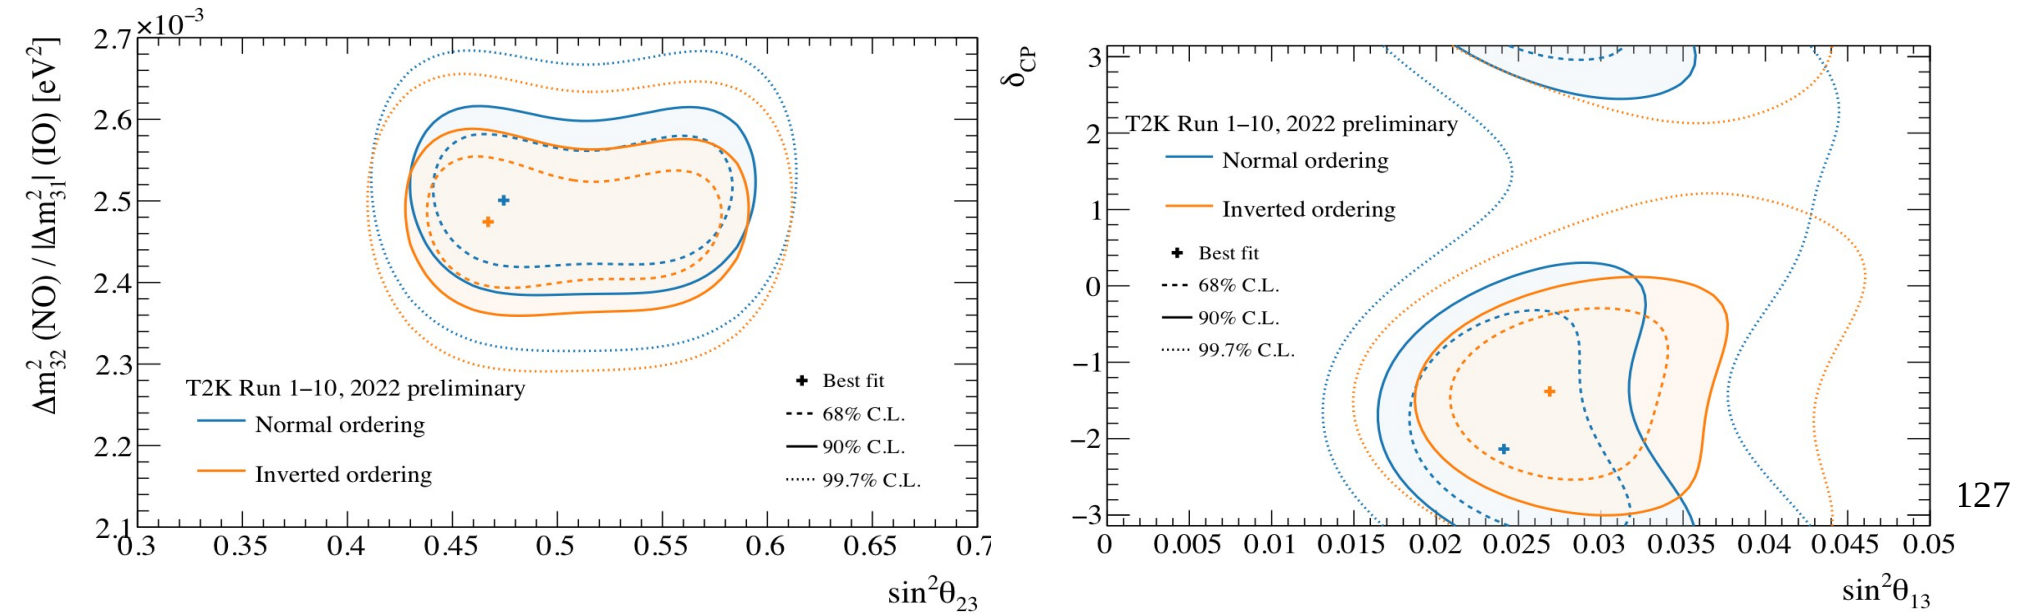 ×10⁻³
Δm²₃₂ (NO) / |Δm²₃₁| (IO) [eV²]
2.7
2.6
2.5
2.4
2.3
2.2
2.1
T2K Run 1–10, 2022 preliminary
Normal ordering
Inverted ordering
Best fit
68% C.L.
90% C.L.
99.7% C.L.
0.3 0.35 0.4 0.45 0.5 0.55 0.6 0.65 0.7
sin²θ₂₃
δCP
3
2
1
0
−1
−2
−3
T2K Run 1–10, 2022 preliminary
Normal ordering
Inverted ordering
Best fit
68% C.L.
90% C.L.
99.7% C.L.
0 0.005 0.01 0.015 0.02 0.025 0.03 0.035 0.04 0.045 0.05
sin²θ₁₃
127